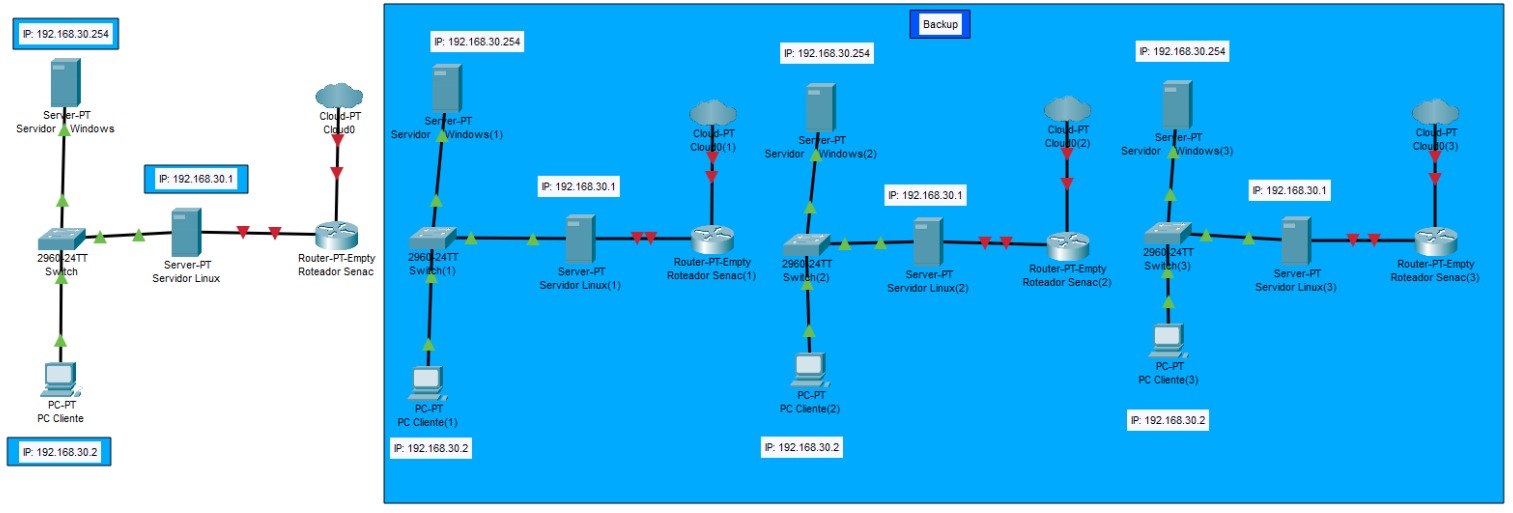 IP: 192.168.30.254
Server-PT
Servidor Windows
Cloud-PT
Cloud0
IP: 192.168.30.1
2960-24TT
Switch
Server-PT
Servidor Linux
Router-PT-Empty
Roteador Senac
PC-PT
PC Cliente
IP: 192.168.30.2
Backup
IP: 192.168.30.254
Server-PT
Servidor Windows(1)
Cloud-PT
Cloud0(1)
IP: 192.168.30.1
2960-24TT
Switch(1)
Server-PT
Servidor Linux(1)
Router-PT-Empty
Roteador Senac(1)
PC-PT
PC Cliente(1)
IP: 192.168.30.2
IP: 192.168.30.254
Server-PT
Servidor Windows(2)
Cloud-PT
Cloud0(2)
IP: 192.168.30.1
2960-24TT
Switch(2)
Server-PT
Servidor Linux(2)
Router-PT-Empty
Roteador Senac(2)
PC-PT
PC Cliente(2)
IP: 192.168.30.2
IP: 192.168.30.254
Server-PT
Servidor Windows(3)
Cloud-PT
Cloud0(3)
IP: 192.168.30.1
2960-24TT
Switch(3)
Server-PT
Servidor Linux(3)
Router-PT-Empty
Roteador Senac(3)
PC-PT
PC Cliente(3)
IP: 192.168.30.2